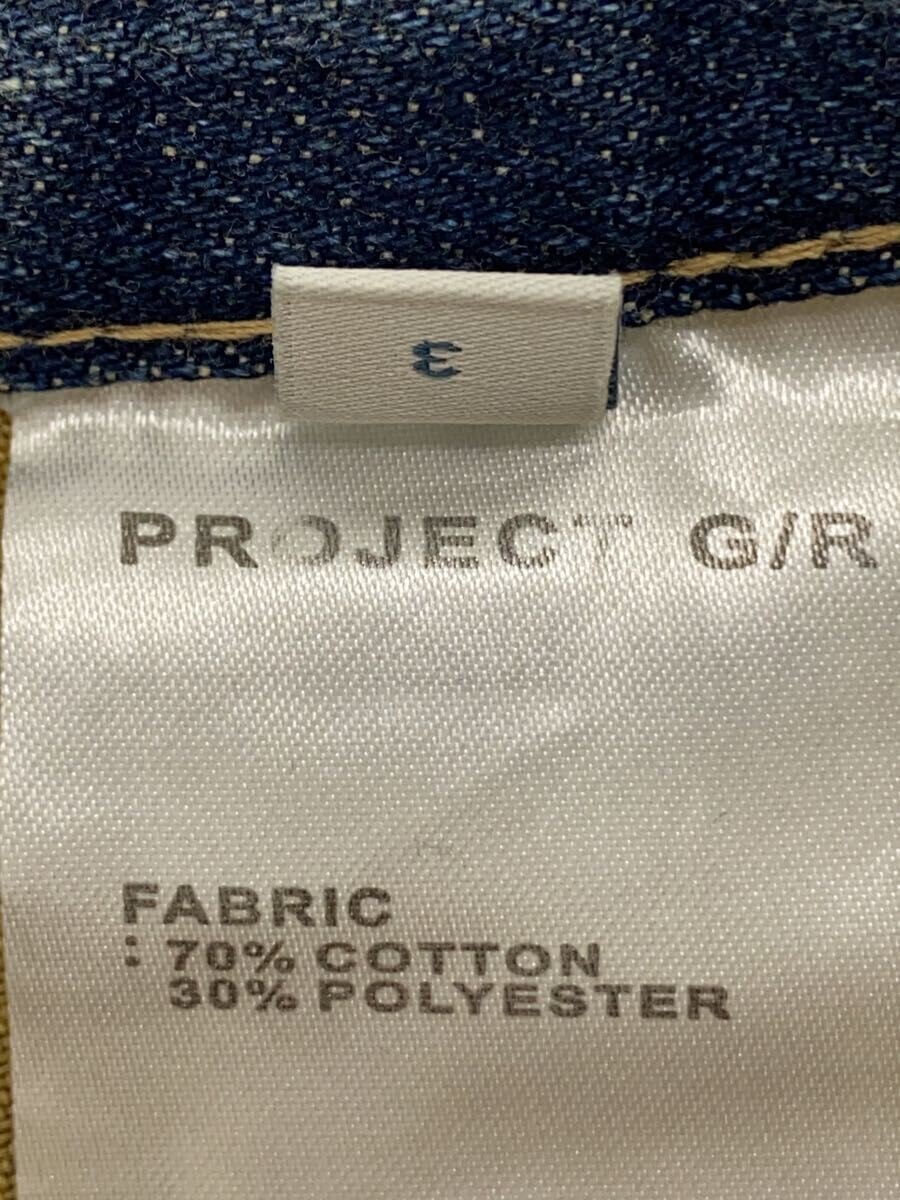 3
PROJECT G/R
FABRIC
: 70% COTTON
30% POLYESTER